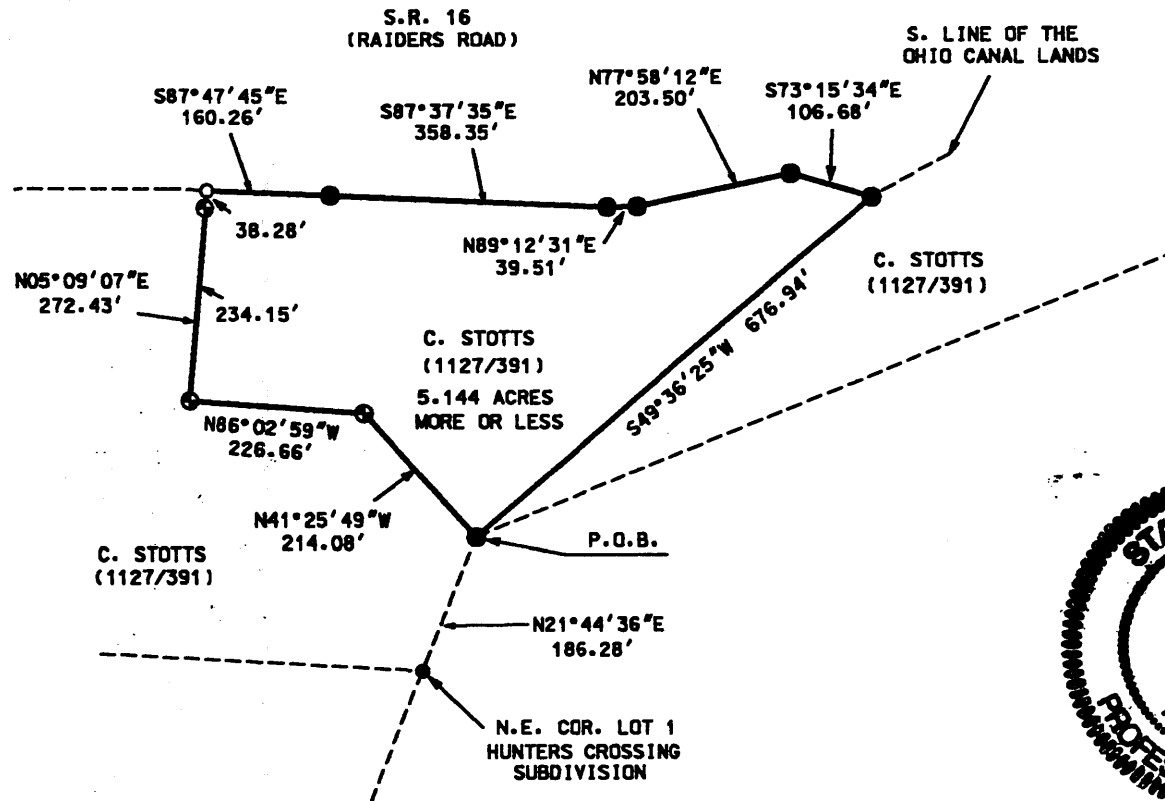 S.R. 16
(RAIDERS ROAD)
S. LINE OF THE
OHIO CANAL LANDS
N77°58'12"E
203.50'
S73°15'34"E
106.68'
S87°47'45"E
160.26'
S87°37'35"E
358.35'
38.28'
N89°12'31"E
39.51'
C. STOTTS
(1127/391)
N05°09'07"E
272.43'
234.15'
C. STOTTS
(1127/391)
5.144 ACRES
MORE OR LESS
S49°36'25"W 676.94'
N86°02'59"W
226.66'
N41°25'49"W
214.08'
P.O.B.
C. STOTTS
(1127/391)
N21°44'36"E
186.28'
N.E. COR. LOT 1
HUNTERS CROSSING
SUBDIVISION